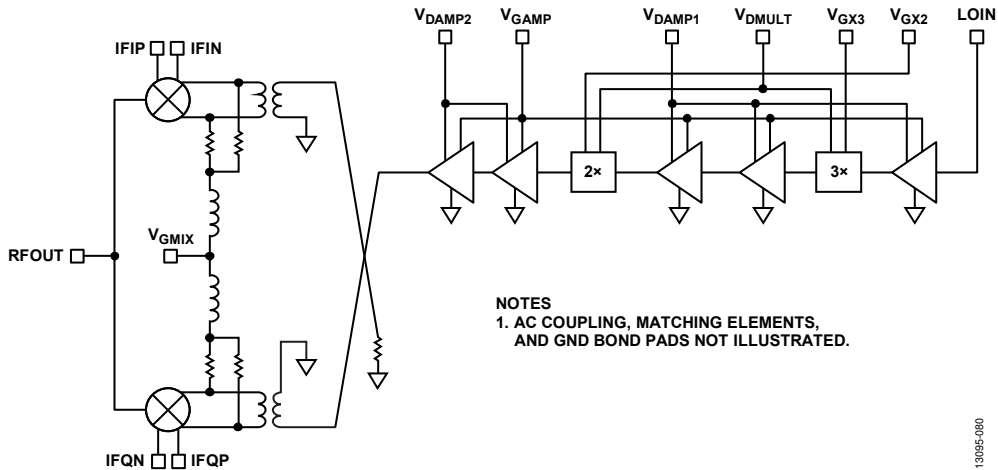 VDAMP2
VGAMP
VDAMP1
VDMULT
VGX3
VGX2
LOIN
IFIP
IFIN
2×
3×
VGMIX
RFOUT
NOTES
1. AC COUPLING, MATCHING ELEMENTS,
AND GND BOND PADS NOT ILLUSTRATED.
IFQN
IFQP
13095-080